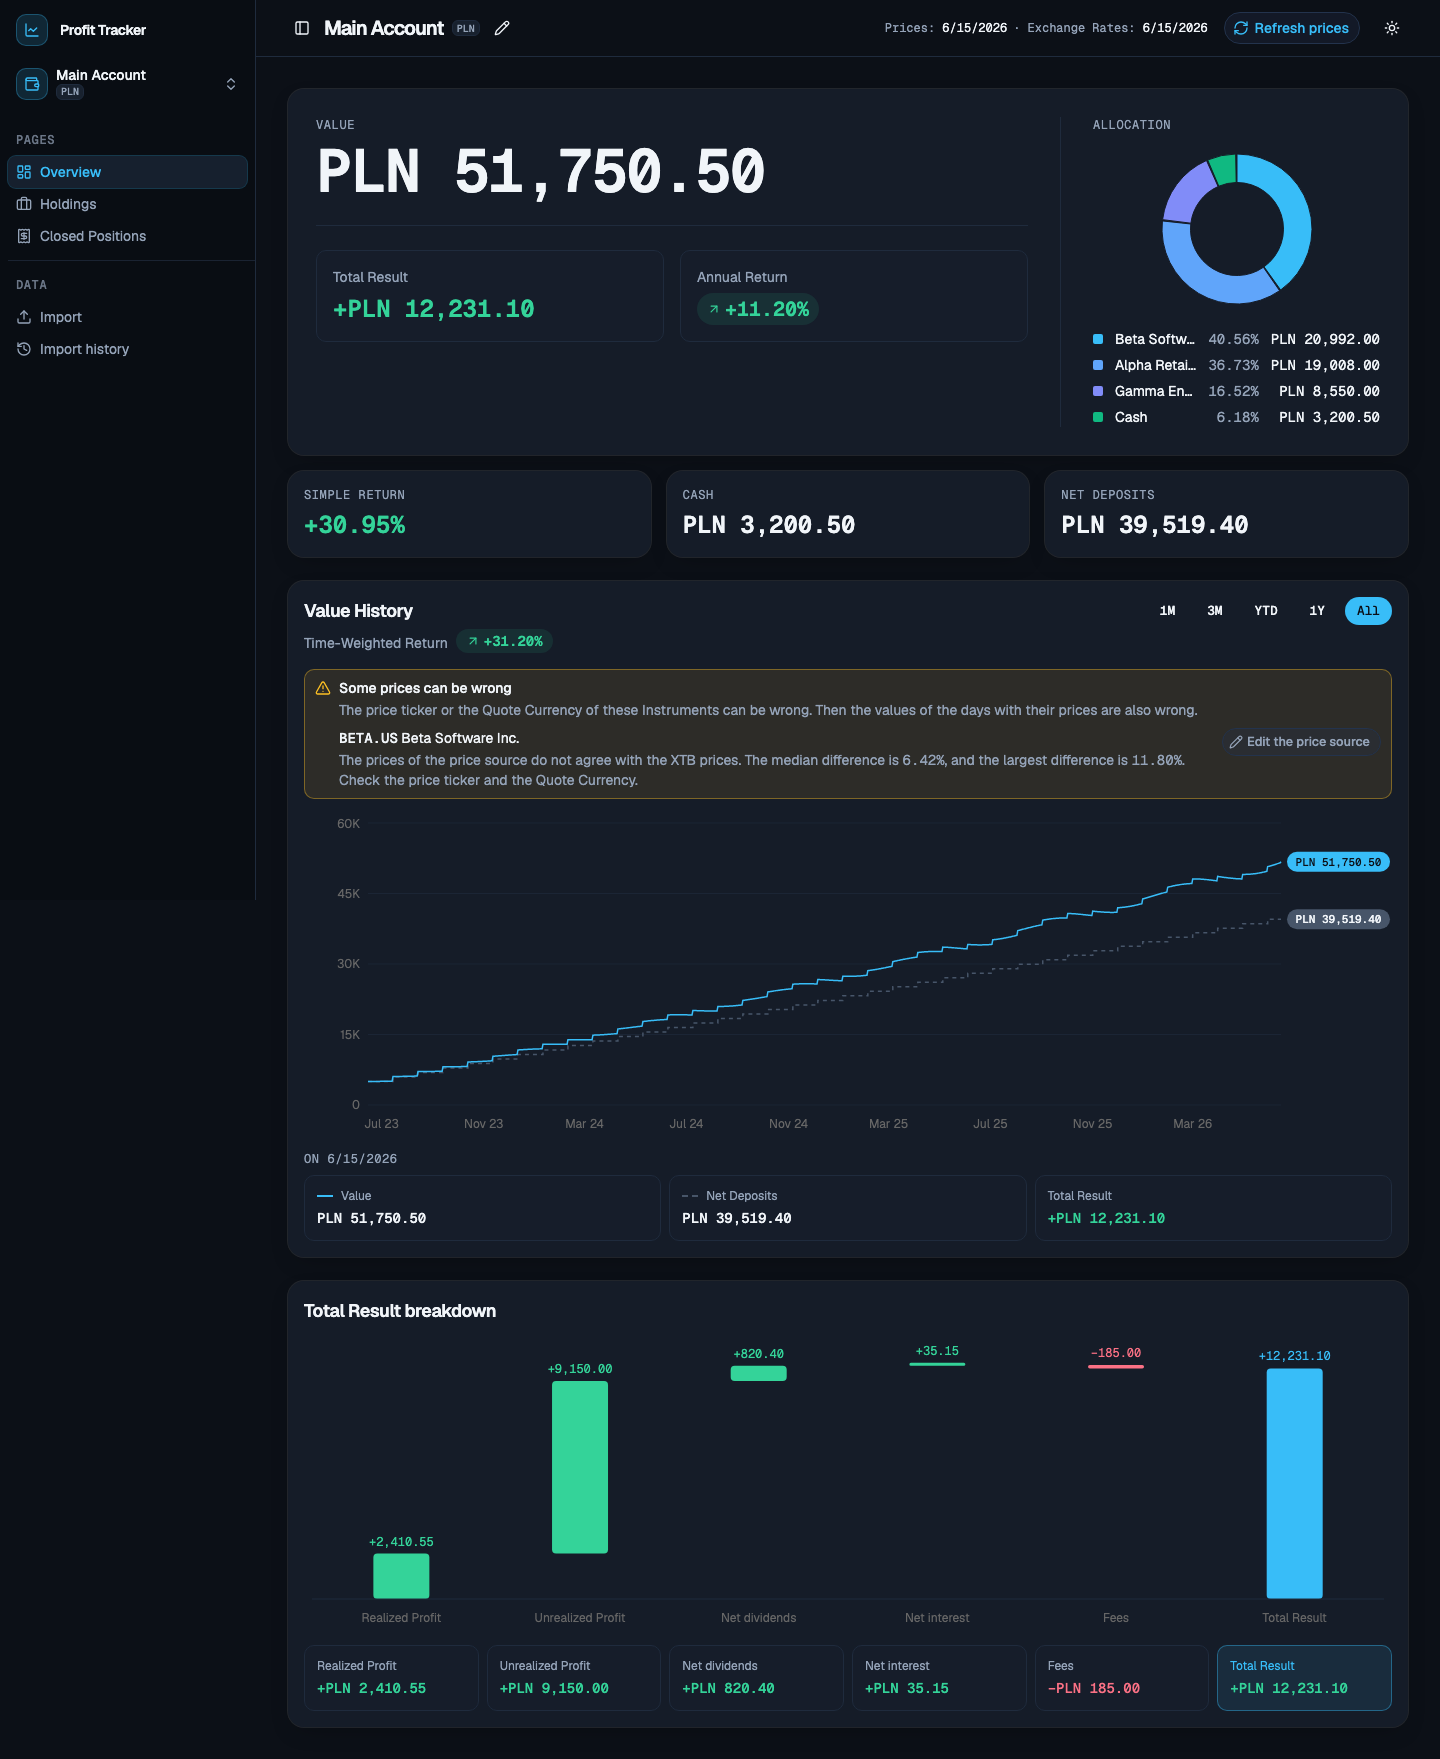 Profit Tracker
Main Account
PLN
PAGES
Overview
Holdings
Closed Positions
DATA
Import
Import history
Main Account PLN
Prices: 6/15/2026 · Exchange Rates: 6/15/2026
Refresh prices
VALUE
PLN 51,750.50
Total Result
+PLN 12,231.10
Annual Return
+11.20%
ALLOCATION
Beta Softw… 40.56% PLN 20,992.00
Alpha Retai… 36.73% PLN 19,008.00
Gamma En… 16.52% PLN 8,550.00
Cash 6.18% PLN 3,200.50
SIMPLE RETURN
+30.95%
CASH
PLN 3,200.50
NET DEPOSITS
PLN 39,519.40
Value History
1M 3M YTD 1Y All
Time-Weighted Return +31.20%
Some prices can be wrong
The price ticker or the Quote Currency of these Instruments can be wrong. Then the values of the days with their prices are also wrong.
BETA.US Beta Software Inc.
The prices of the price source do not agree with the XTB prices. The median difference is 6.42%, and the largest difference is 11.80%.
Check the price ticker and the Quote Currency.
Edit the price source
60K
45K
30K
15K
0
PLN 51,750.50
PLN 39,519.40
Jul 23 Nov 23 Mar 24 Jul 24 Nov 24 Mar 25 Jul 25 Nov 25 Mar 26
ON 6/15/2026
Value
PLN 51,750.50
Net Deposits
PLN 39,519.40
Total Result
+PLN 12,231.10
Total Result breakdown
+2,410.55
+9,150.00
+820.40
+35.15
−185.00
+12,231.10
Realized Profit Unrealized Profit Net dividends Net interest Fees Total Result
Realized Profit
+PLN 2,410.55
Unrealized Profit
+PLN 9,150.00
Net dividends
+PLN 820.40
Net interest
+PLN 35.15
Fees
−PLN 185.00
Total Result
+PLN 12,231.10